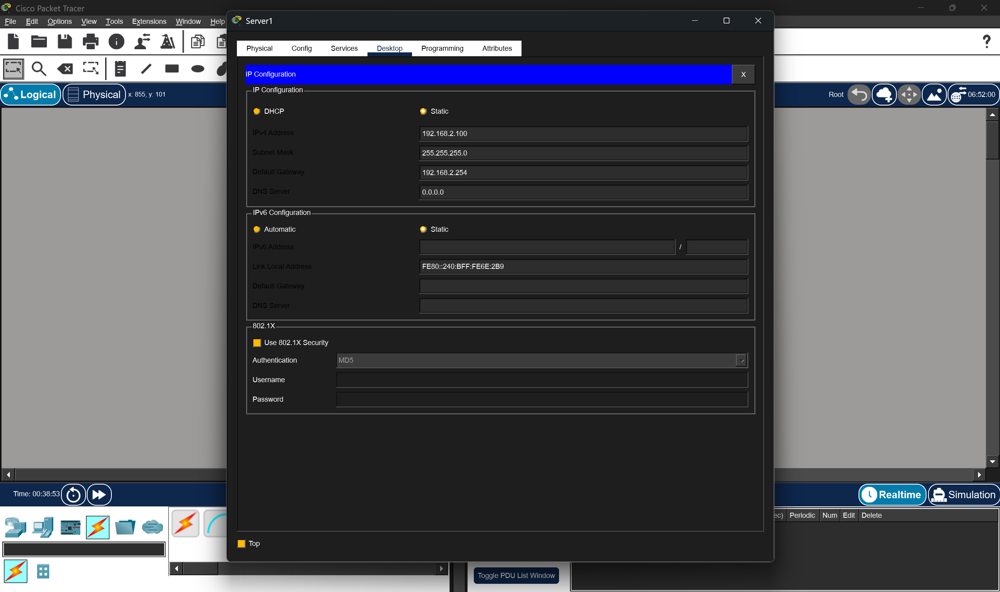 Cisco Packet Tracer
File Edit Options View Tools Extensions Window Help
Server1
Physical Config Services Desktop Programming Attributes
IP Configuration
X
Logical Physical x: 855, y: 101
Root 06:52:00
IP Configuration
DHCP Static
IPv4 Address 192.168.2.100
Subnet Mask 255.255.255.0
Default Gateway 192.168.2.254
DNS Server 0.0.0.0
IPv6 Configuration
Automatic Static
IPv6 Address /
Link Local Address FE80::240:BFF:FE6E:2B9
Default Gateway
DNS Server
802.1X
Use 802.1X Security
Authentication MD5
Username
Password
Time: 00:38:53
Realtime Simulation
ec) Periodic Num Edit Delete
Top
Toggle PDU List Window